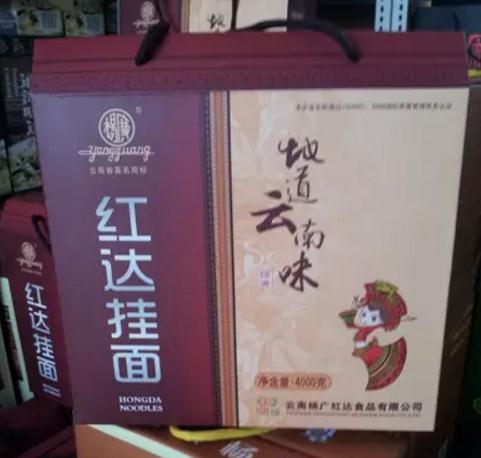 杨广
yangguang
云南省著名商标
红达挂面
HONGDA
NOODLES
地道
云南味
净含量:4000克
云南杨广红达食品有限公司
红达挂面